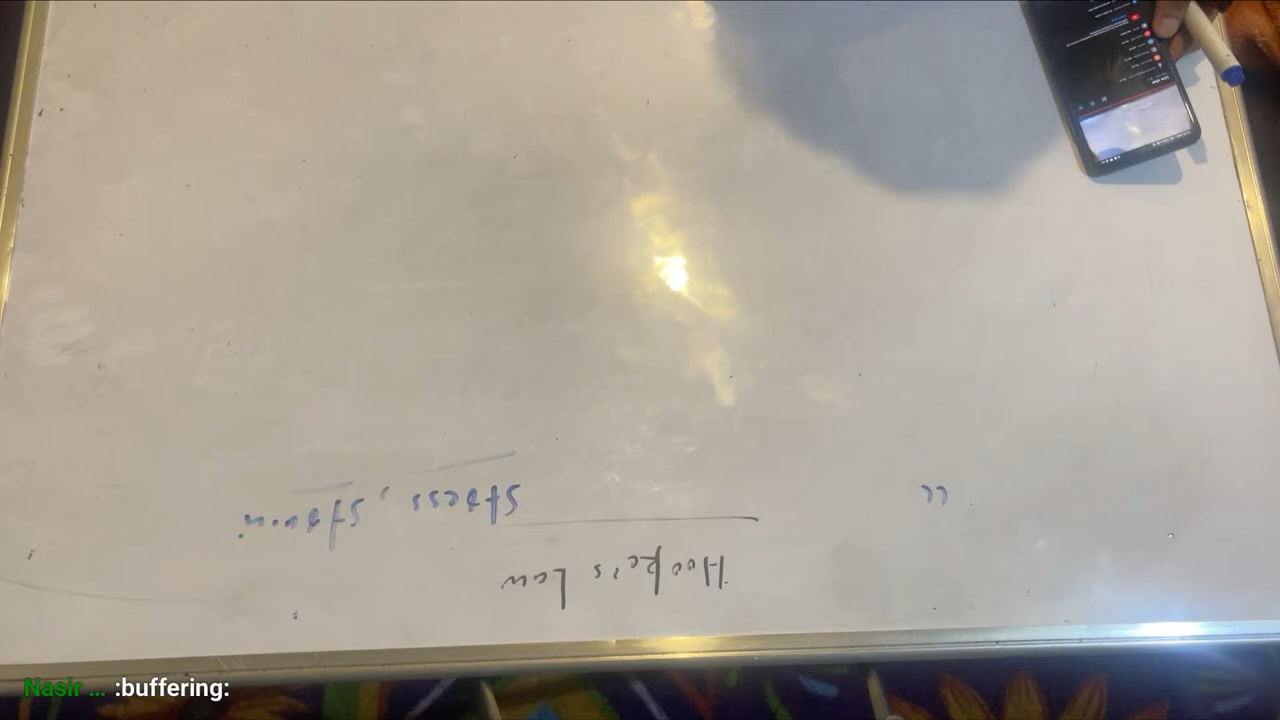 Hooke's Law
Stress, Strain
"
Nasir ... :buffering: